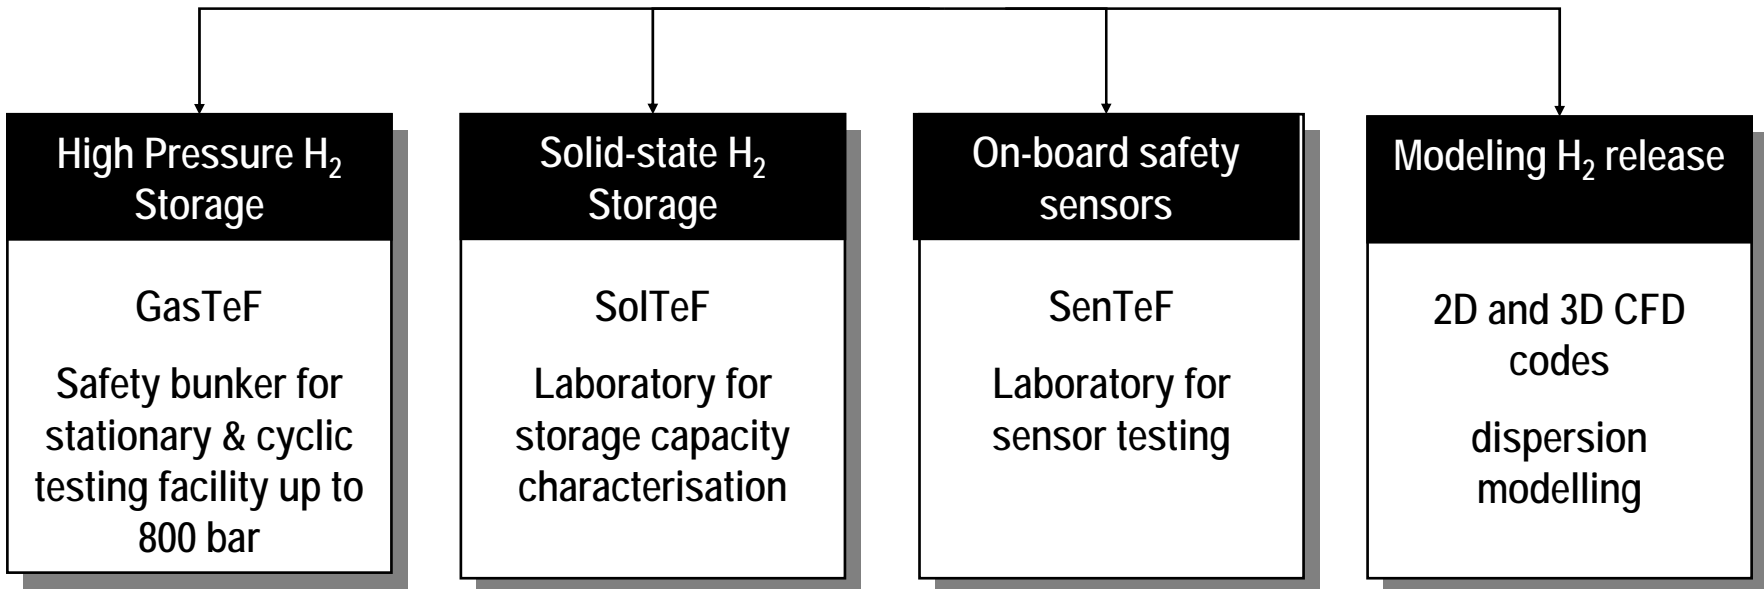 High Pressure H₂
Storage
GasTeF
Safety bunker for
stationary & cyclic
testing facility up to
800 bar
Solid-state H₂
Storage
SolTeF
Laboratory for
storage capacity
characterisation
On-board safety
sensors
SenTeF
Laboratory for
sensor testing
Modeling H₂ release
2D and 3D CFD
codes
dispersion
modelling